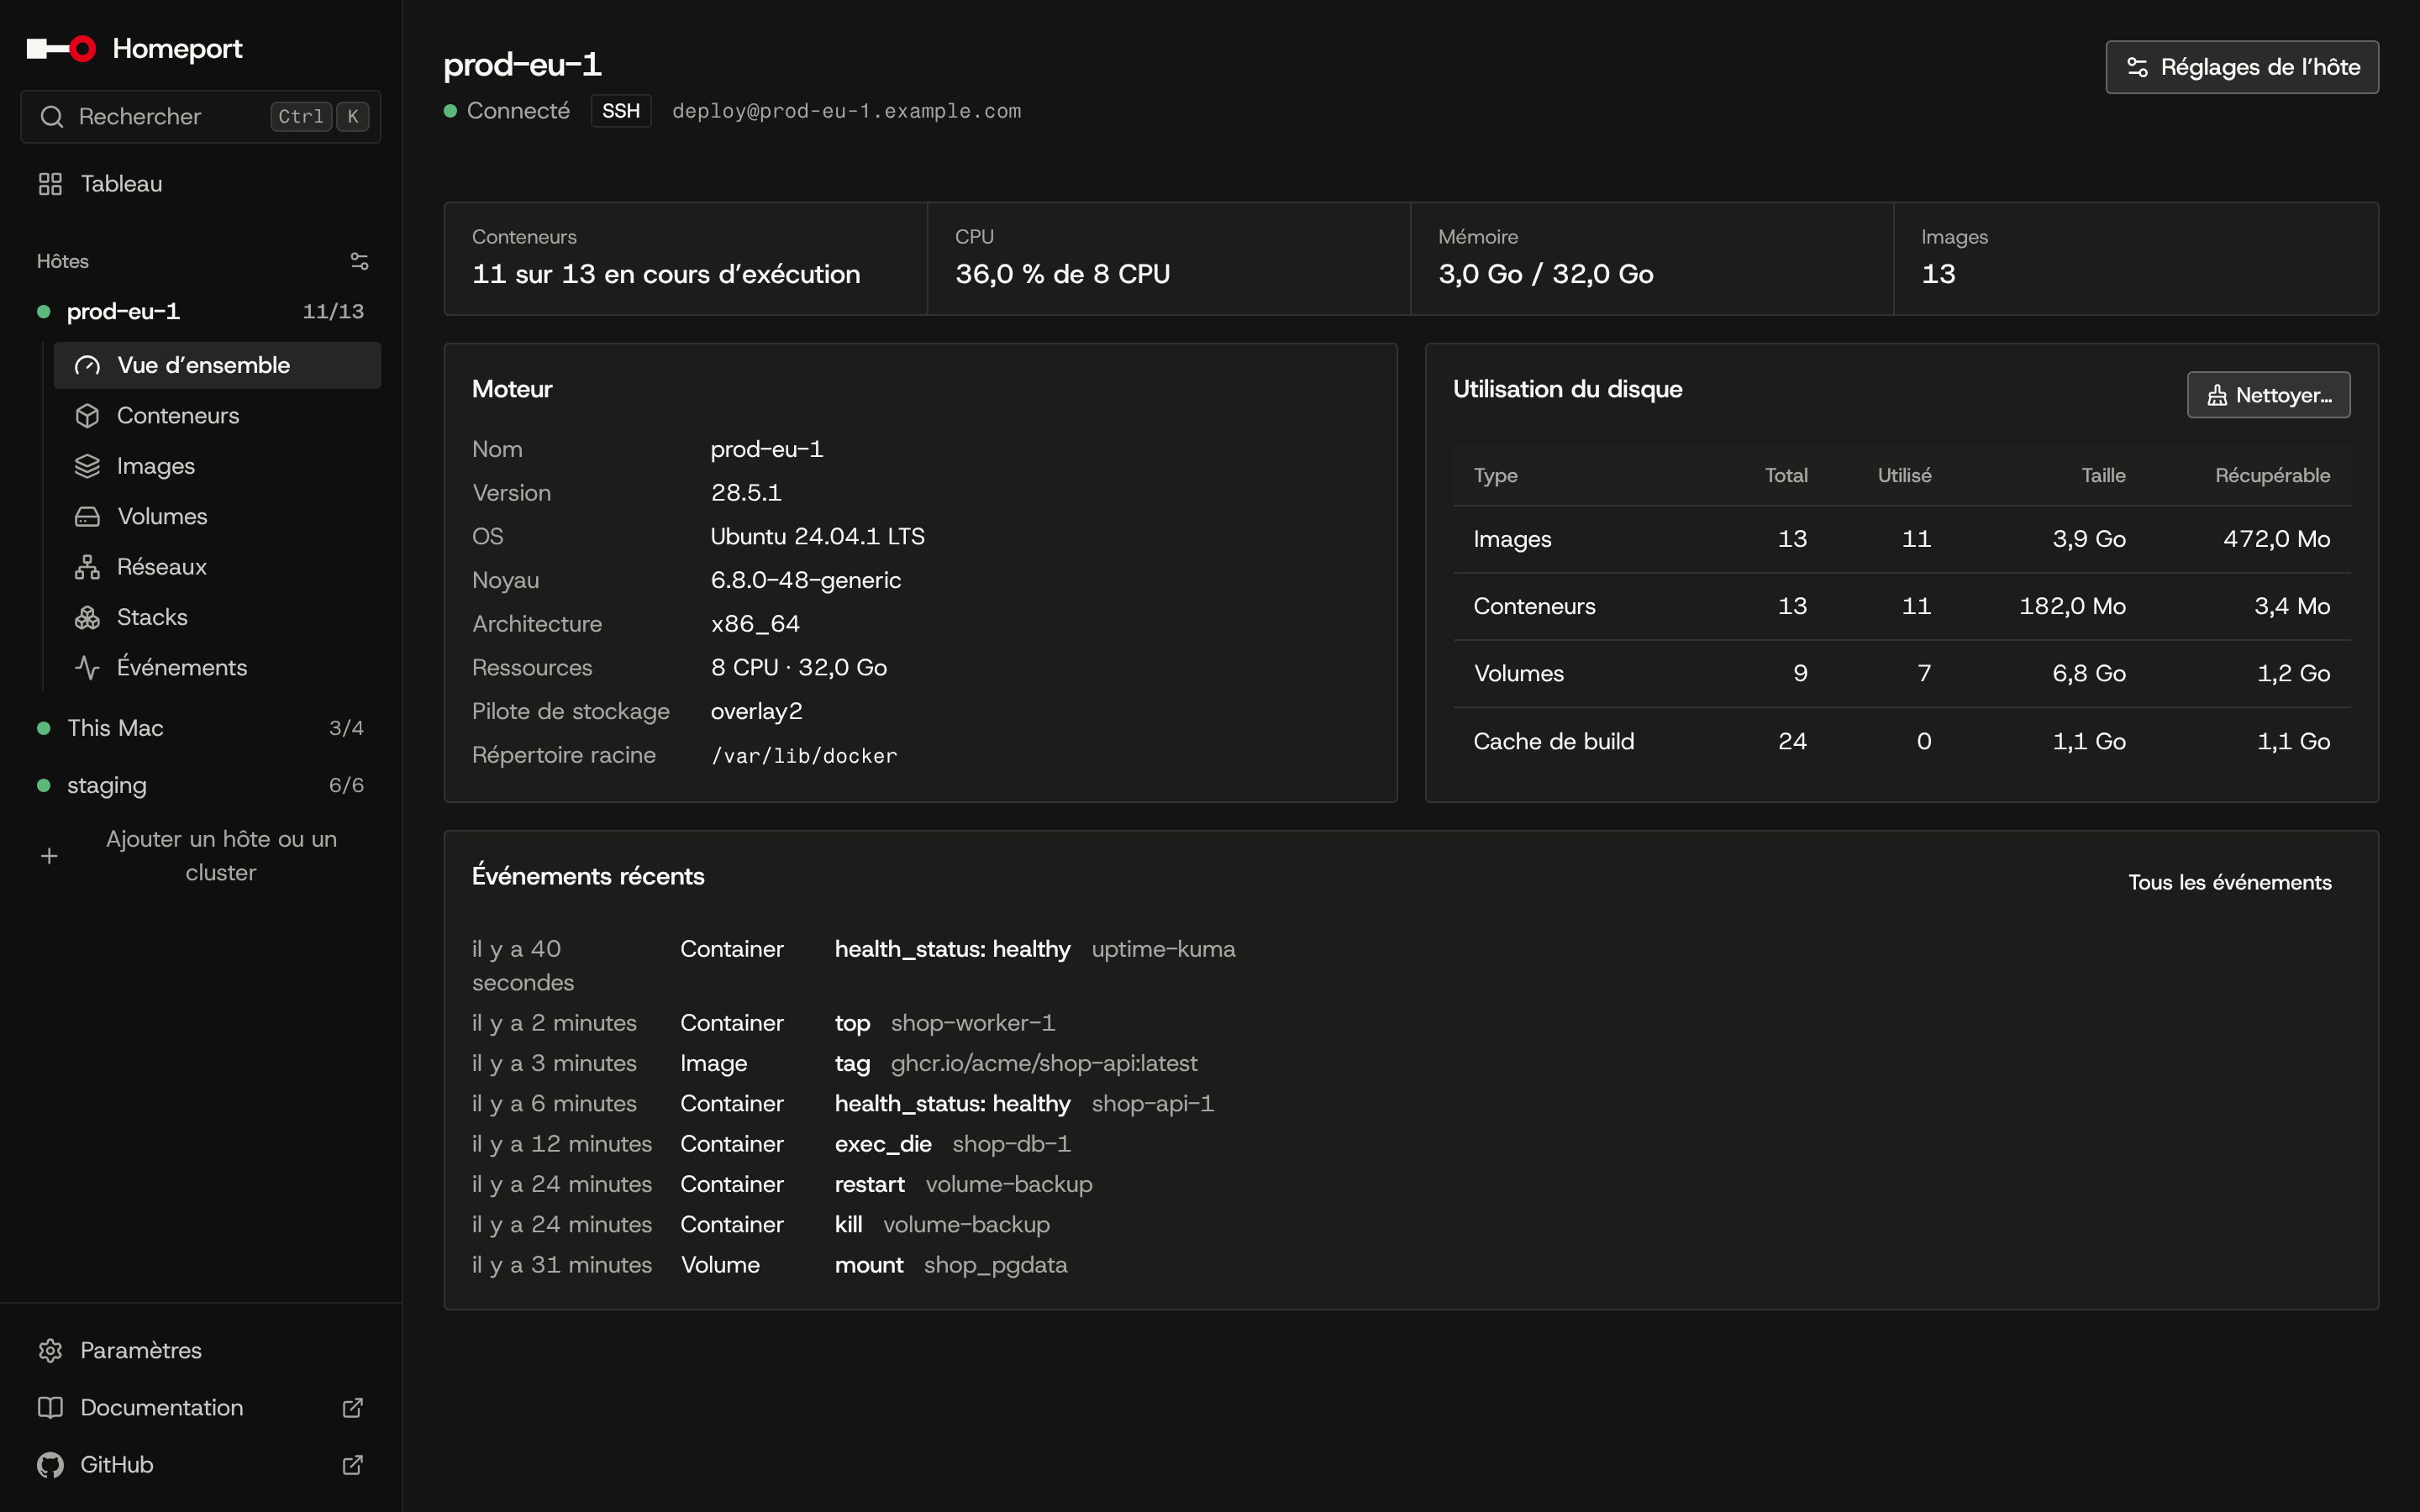 Homeport
Rechercher Ctrl K
Tableau
Hôtes
prod-eu-1 11/13
Vue d’ensemble
Conteneurs
Images
Volumes
Réseaux
Stacks
Événements
This Mac 3/4
staging 6/6
Ajouter un hôte ou un
cluster
Paramètres
Documentation
GitHub
prod-eu-1
Connecté SSH deploy@prod-eu-1.example.com
Réglages de l’hôte
Conteneurs
11 sur 13 en cours d’exécution
CPU
36,0 % de 8 CPU
Mémoire
3,0 Go / 32,0 Go
Images
13
Moteur
Nom prod-eu-1
Version 28.5.1
OS Ubuntu 24.04.1 LTS
Noyau 6.8.0-48-generic
Architecture x86_64
Ressources 8 CPU · 32,0 Go
Pilote de stockage overlay2
Répertoire racine /var/lib/docker
Utilisation du disque
Nettoyer…
Type Total Utilisé Taille Récupérable
Images 13 11 3,9 Go 472,0 Mo
Conteneurs 13 11 182,0 Mo 3,4 Mo
Volumes 9 7 6,8 Go 1,2 Go
Cache de build 24 0 1,1 Go 1,1 Go
Événements récents
Tous les événements
il y a 40
secondes Container health_status: healthy uptime-kuma
il y a 2 minutes Container top shop-worker-1
il y a 3 minutes Image tag ghcr.io/acme/shop-api:latest
il y a 6 minutes Container health_status: healthy shop-api-1
il y a 12 minutes Container exec_die shop-db-1
il y a 24 minutes Container restart volume-backup
il y a 24 minutes Container kill volume-backup
il y a 31 minutes Volume mount shop_pgdata